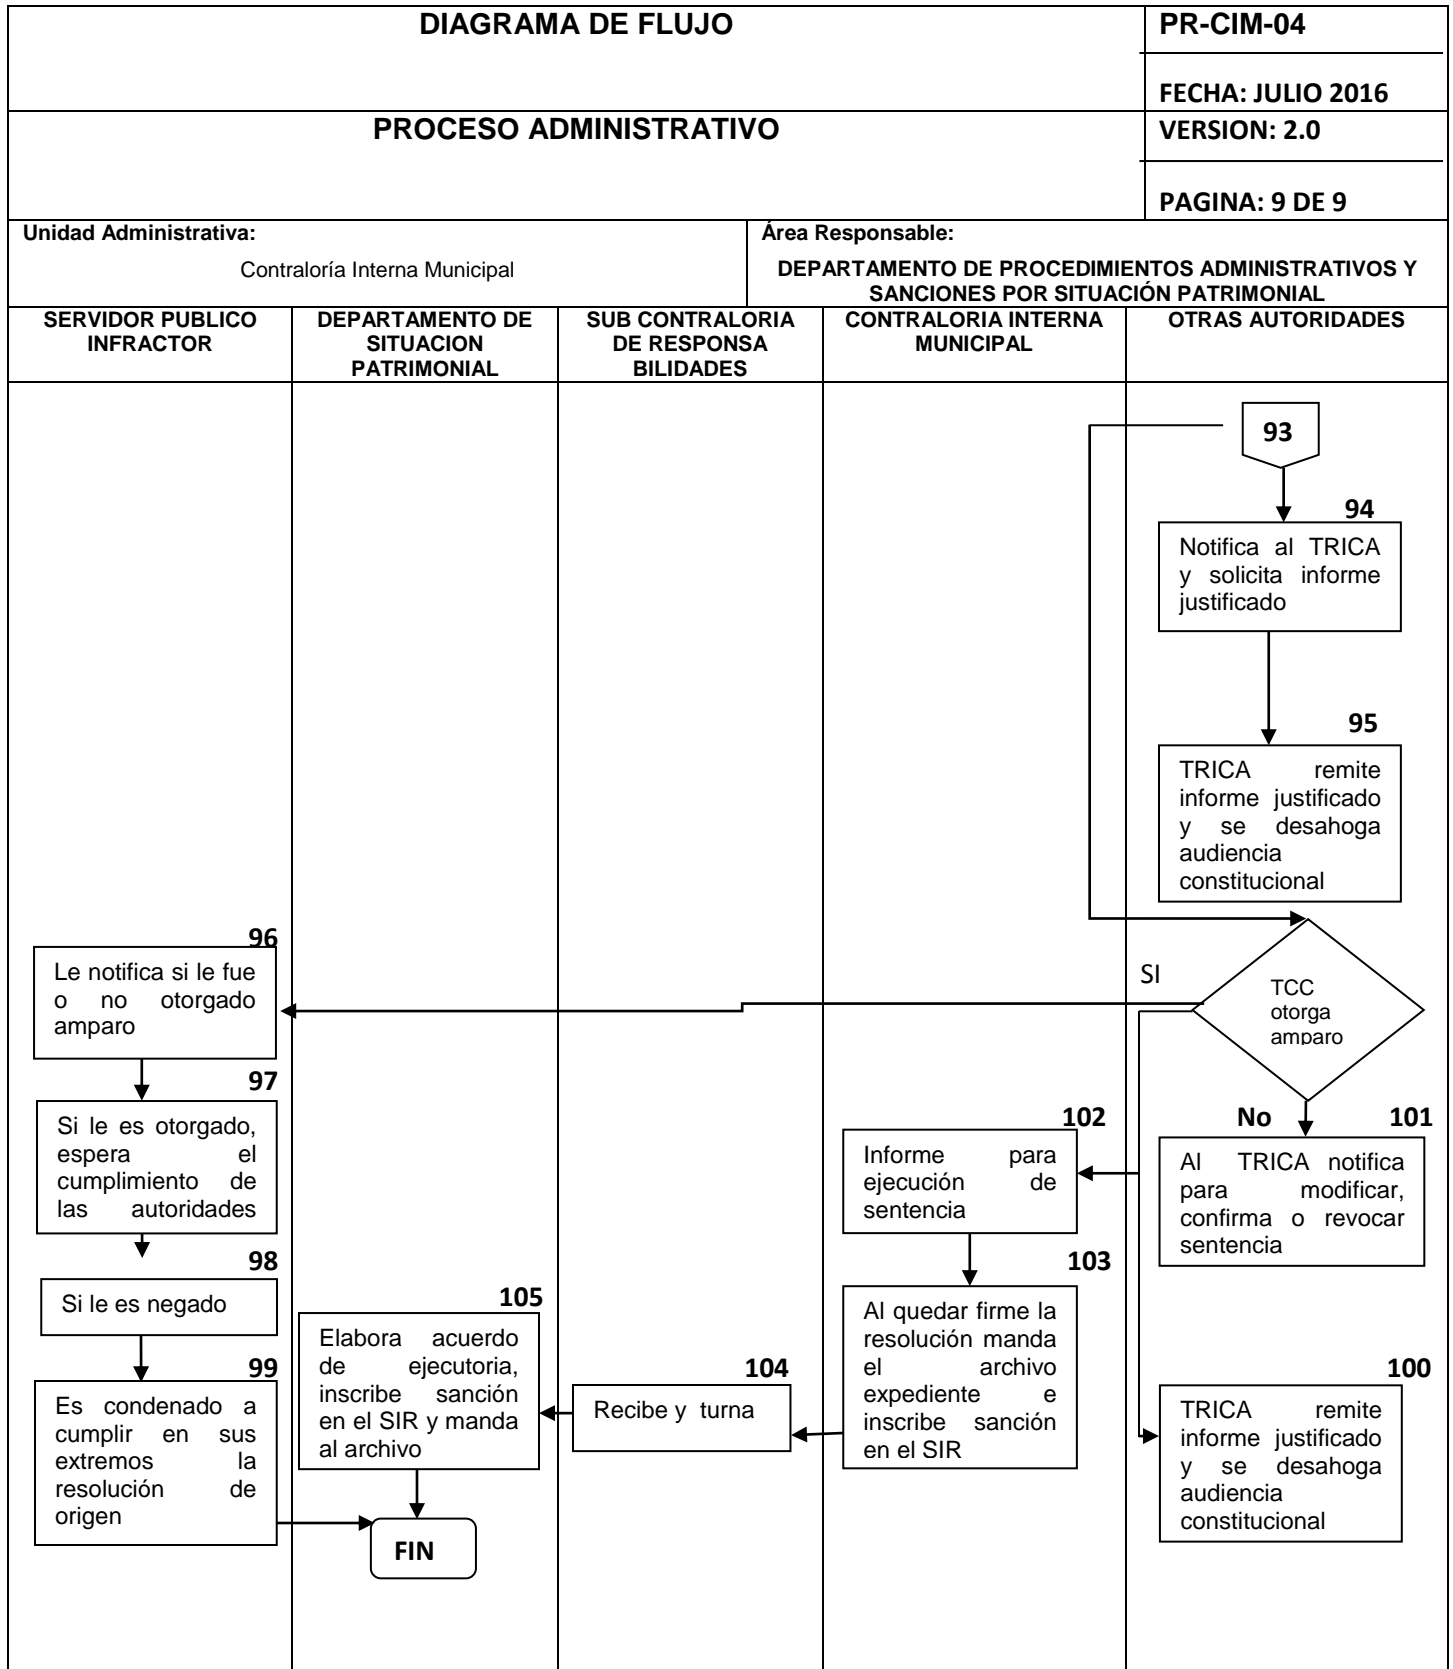 DIAGRAMA DE FLUJO
PR-CIM-04
FECHA: JULIO 2016
PROCESO ADMINISTRATIVO
VERSION: 2.0
PAGINA: 9 DE 9
Unidad Administrativa:
Contraloría Interna Municipal
Área Responsable:
DEPARTAMENTO DE PROCEDIMIENTOS ADMINISTRATIVOS Y
SANCIONES POR SITUACIÓN PATRIMONIAL
SERVIDOR PUBLICO
INFRACTOR
DEPARTAMENTO DE
SITUACION
PATRIMONIAL
SUB CONTRALORIA
DE RESPONSA
BILIDADES
CONTRALORIA INTERNA
MUNICIPAL
OTRAS AUTORIDADES
93
94
Notifica al TRICA
y solicita informe
justificado
95
TRICA remite
informe justificado
y se desahoga
audiencia
constitucional
96
Le notifica si le fue
o no otorgado
amparo
SI
TCC
otorga
amparo
97
Si le es otorgado,
espera el
cumplimiento de
las autoridades
102
Informe para
ejecución de
sentencia
No
101
Al TRICA notifica
para modificar,
confirma o revocar
sentencia
98
Si le es negado
103
Al quedar firme la
resolución manda
el archivo
expediente e
inscribe sanción
en el SIR
105
Elabora acuerdo
de ejecutoria,
inscribe sanción
en el SIR y manda
al archivo
104
Recibe y turna
99
Es condenado a
cumplir en sus
extremos la
resolución de
origen
100
TRICA remite
informe justificado
y se desahoga
audiencia
constitucional
FIN